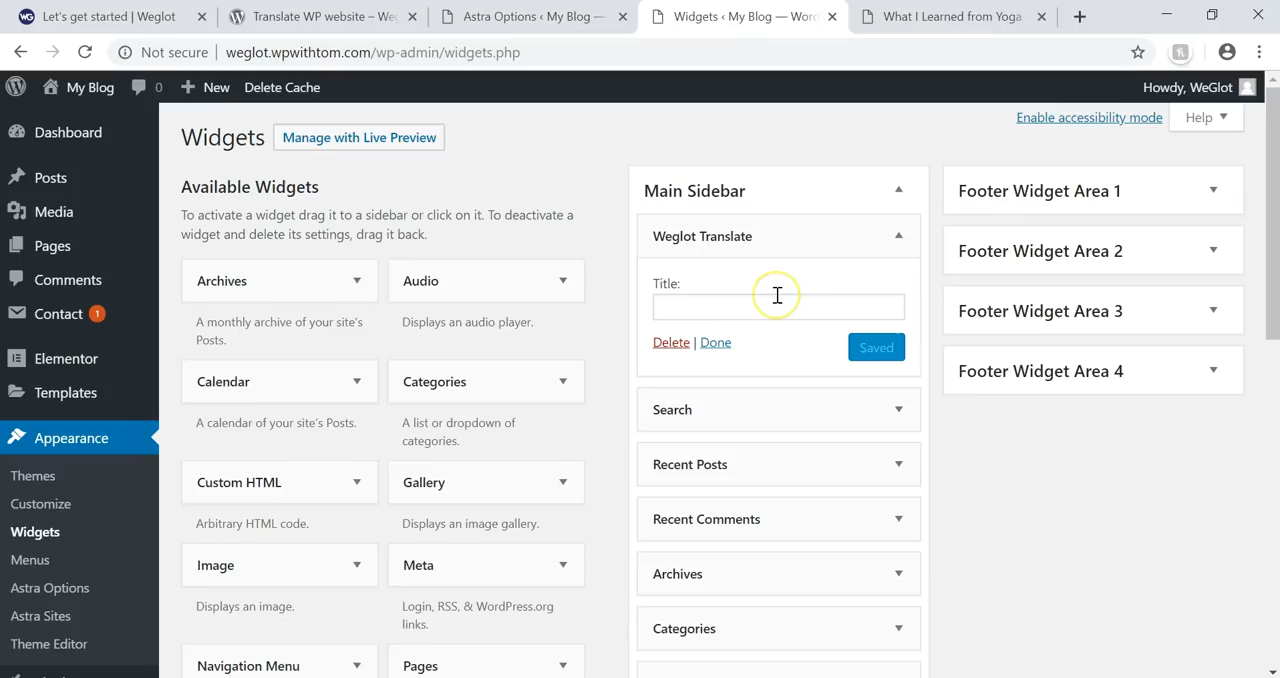 Let's get started | Weglot
Translate WP website – We
Astra Options ‹ My Blog —
Widgets ‹ My Blog — Wor
What I Learned from Yoga
Not secure
weglot.wpwithtom.com/wp-admin/widgets.php
My Blog
0
New
Delete Cache
Howdy, WeGlot
Dashboard
Posts
Media
Pages
Comments
Contact 1
Elementor
Templates
Appearance
Themes
Customize
Widgets
Menus
Astra Options
Astra Sites
Theme Editor
Widgets
Manage with Live Preview
Enable accessibility mode
Help
Available Widgets
To activate a widget drag it to a sidebar or click on it. To deactivate a
widget and delete its settings, drag it back.
Archives
A monthly archive of your site's
Posts.
Audio
Displays an audio player.
Calendar
A calendar of your site's Posts.
Categories
A list or dropdown of
categories.
Custom HTML
Arbitrary HTML code.
Gallery
Displays an image gallery.
Image
Displays an image.
Meta
Login, RSS, & WordPress.org
links.
Navigation Menu
Pages
Main Sidebar
Weglot Translate
Title:
Delete | Done
Saved
Search
Recent Posts
Recent Comments
Archives
Categories
Footer Widget Area 1
Footer Widget Area 2
Footer Widget Area 3
Footer Widget Area 4